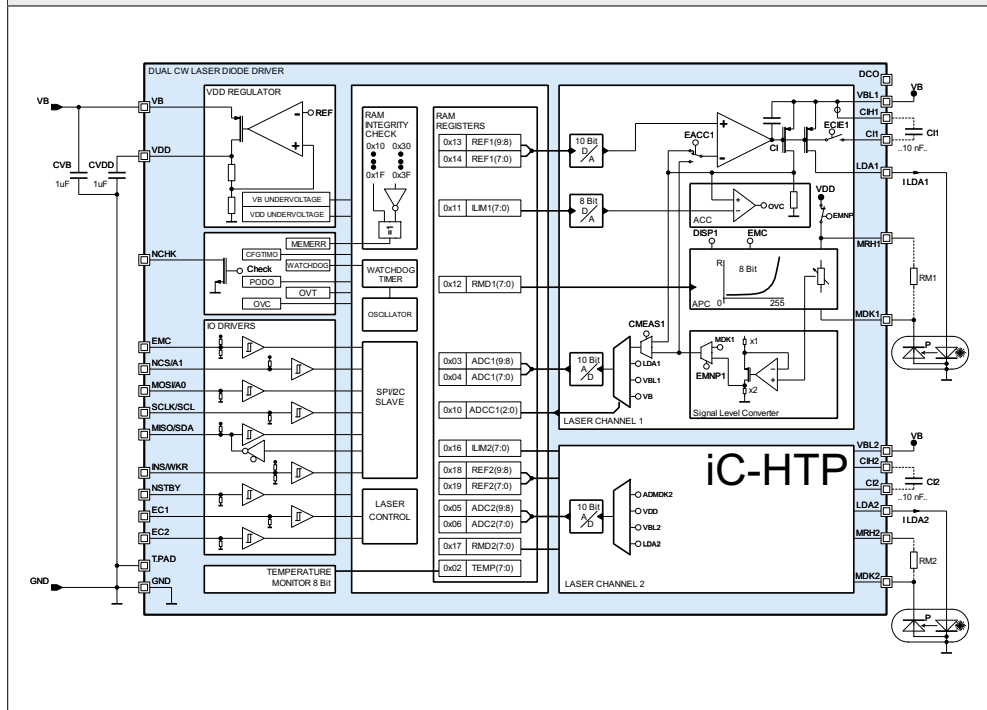 DUAL CW LASER DIODE DRIVER
VB
VB
CVB
1uF
CVDD
1uF
VDD
NCHK
EMC
NCS/A1
MOSI/A0
SCLK/SCL
MISO/SDA
INS/WKR
NSTBY
EC1
EC2
T.PAD
GND
GND
VDD REGULATOR
REF
VB UNDERVOLTAGE
VDD UNDERVOLTAGE
MEMERR
CFGTIMO
WATCHDOG
Check
PODO
OVT
OVC
IO DRIVERS
TEMPERATURE
MONITOR 8 Bit
RAM
INTEGRITY
CHECK
0x10 0x30
0x1F 0x3F
WATCHDOG
TIMER
OSCILLATOR
SPI/I2C
SLAVE
LASER
CONTROL
RAM
REGISTERS
0x13 REF1(9:8)
0x14 REF1(7:0)
0x11 ILIM1(7:0)
0x12 RMD1(7:0)
0x03 ADC1(9:8)
0x04 ADC1(7:0)
0x10 ADCC1(2:0)
0x16 ILIM2(7:0)
0x18 REF2(9:8)
0x19 REF2(7:0)
0x05 ADC2(9:8)
0x06 ADC2(7:0)
0x17 RMD2(7:0)
0x02 TEMP(7:0)
10 Bit
D/A
8 Bit
D/A
EACC1
CI
ECIE1
OVC
ACC
VDD
EMNP
DISP1
EMC
R
8 Bit
0
255
APC
CMEAS1
10 Bit
A/D
LDA1
VBL1
VB
MDK1
EMNP1
x1
x2
Signal Level Converter
LASER CHANNEL 1
iC-HTP
10 Bit
A/D
ADMDK2
VDD
VBL2
LDA2
LASER CHANNEL 2
DCO
VBL1
VB
CIH1
CI1
CI1
..10 nF..
LDA1
ILDA1
MRH1
RM1
MDK1
P
VBL2
VB
CIH2
CI2
CI2
..10 nF..
LDA2
ILDA2
MRH2
RM2
MDK2
P